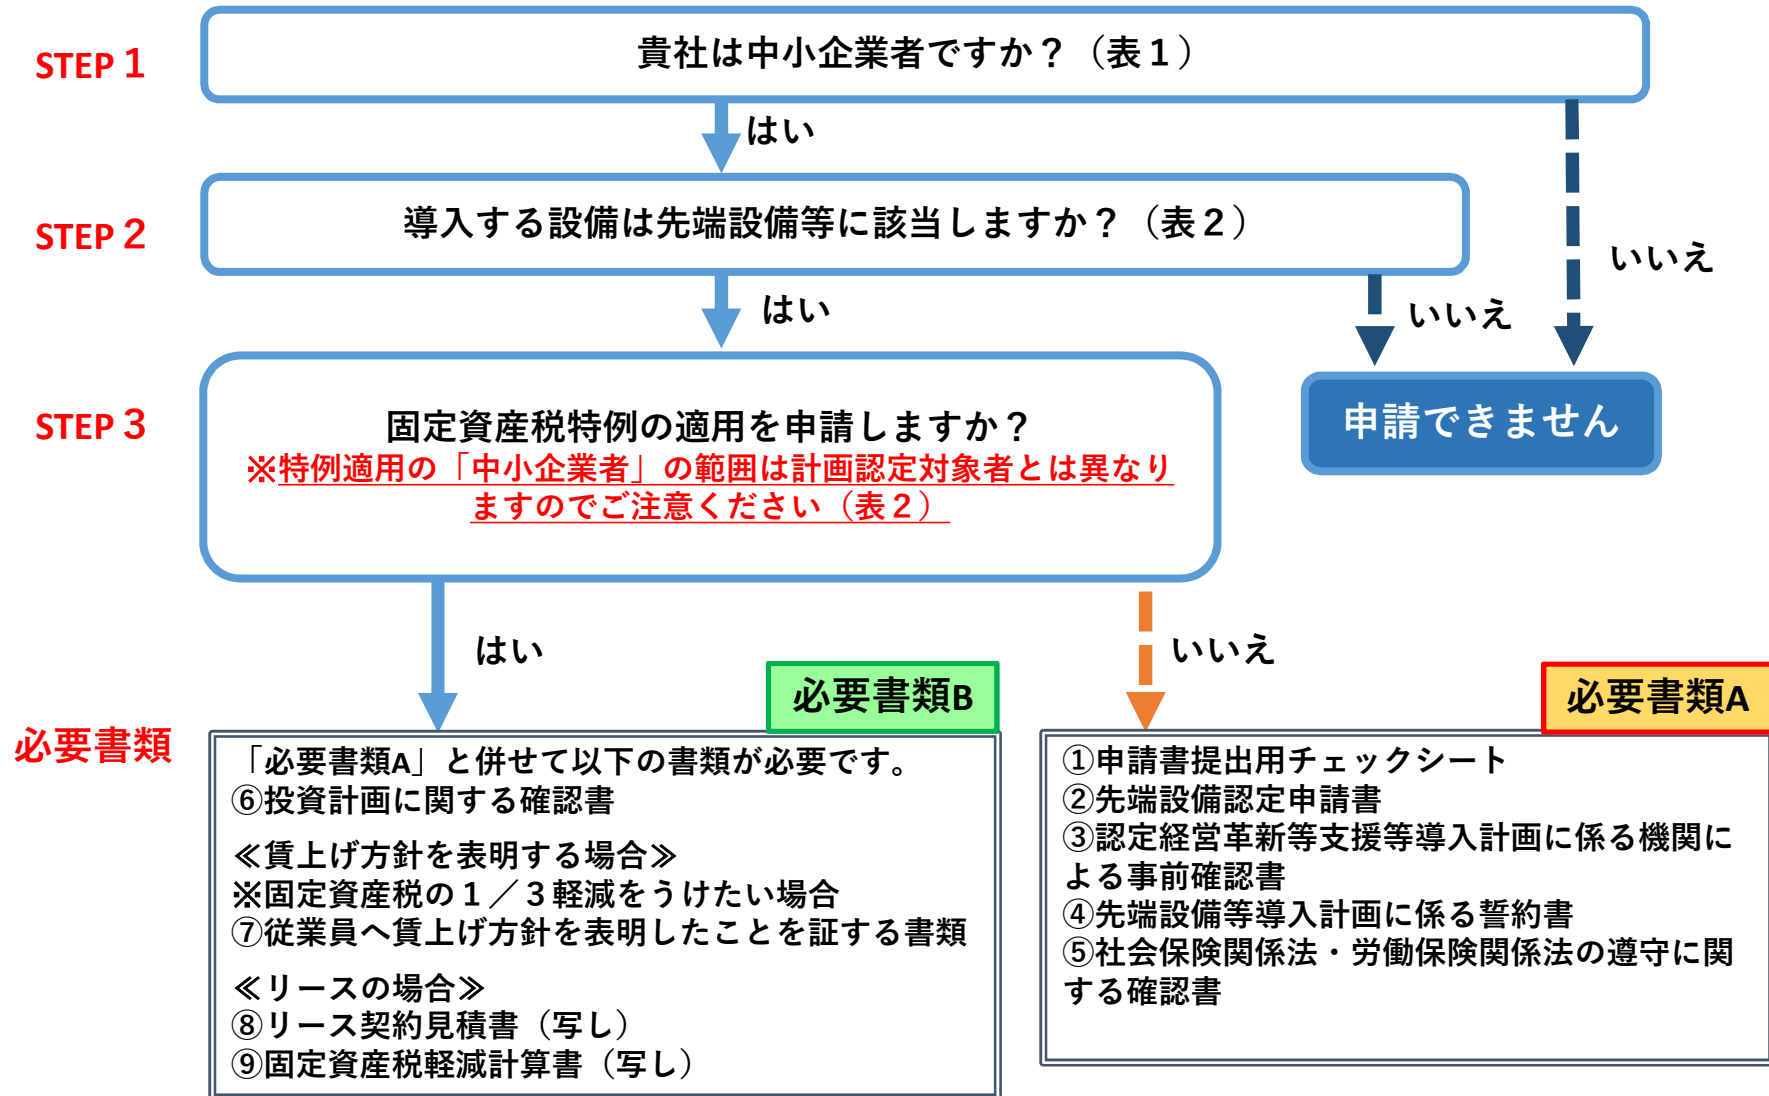 STEP１
貴社は中小企業者ですか？（表１）
はい
いいえ
STEP２
導入する設備は先端設備等に該当しますか？（表２）
はい
いいえ
申請できません
STEP３
固定資産税特例の適用を申請しますか？
※特例適用の「中小企業者」の範囲は計画認定対象者とは異なり
ますのでご注意ください（表２）
はい
いいえ
必要書類
必要書類B
「必要書類A」と併せて以下の書類が必要です。
⑥投資計画に関する確認書
≪賃上げ方針を表明する場合≫
※固定資産税の１／３軽減をうけたい場合
⑦従業員へ賃上げ方針を表明したことを証する書類
≪リースの場合≫
⑧リース契約見積書（写し）
⑨固定資産税軽減計算書（写し）
必要書類A
①申請書提出用チェックシート
②先端設備認定申請書
③認定経営革新等支援等導入計画に係る機関に
よる事前確認書
④先端設備等導入計画に係る誓約書
⑤社会保険関係法・労働保険関係法の遵守に関
する確認書